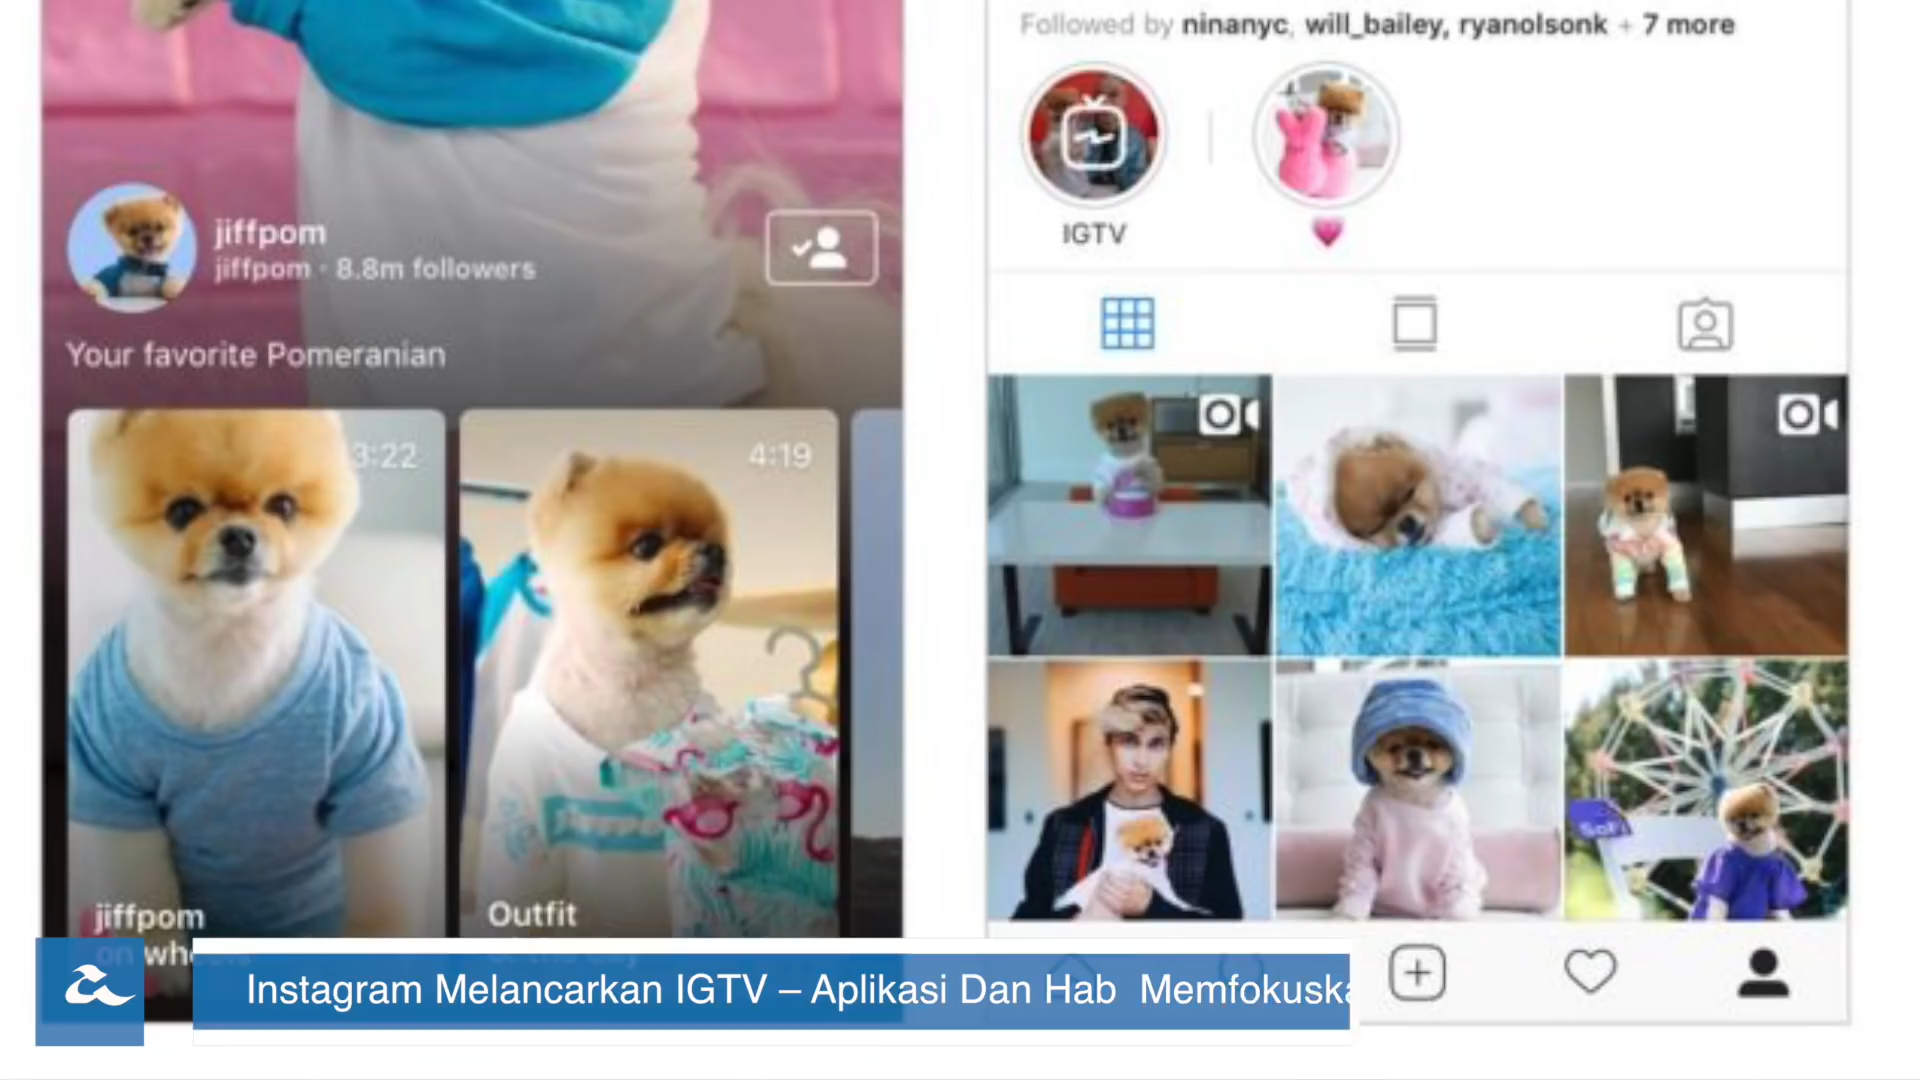 Followed by ninanyc, will_bailey, ryanolsonk + 7 more
IGTV
jiffpom
jiffpom · 8.8m followers
Your favorite Pomeranian
3:22
4:19
jiffpom
on
Outfit
Instagram Melancarkan IGTV – Aplikasi Dan Hab Memfokuska